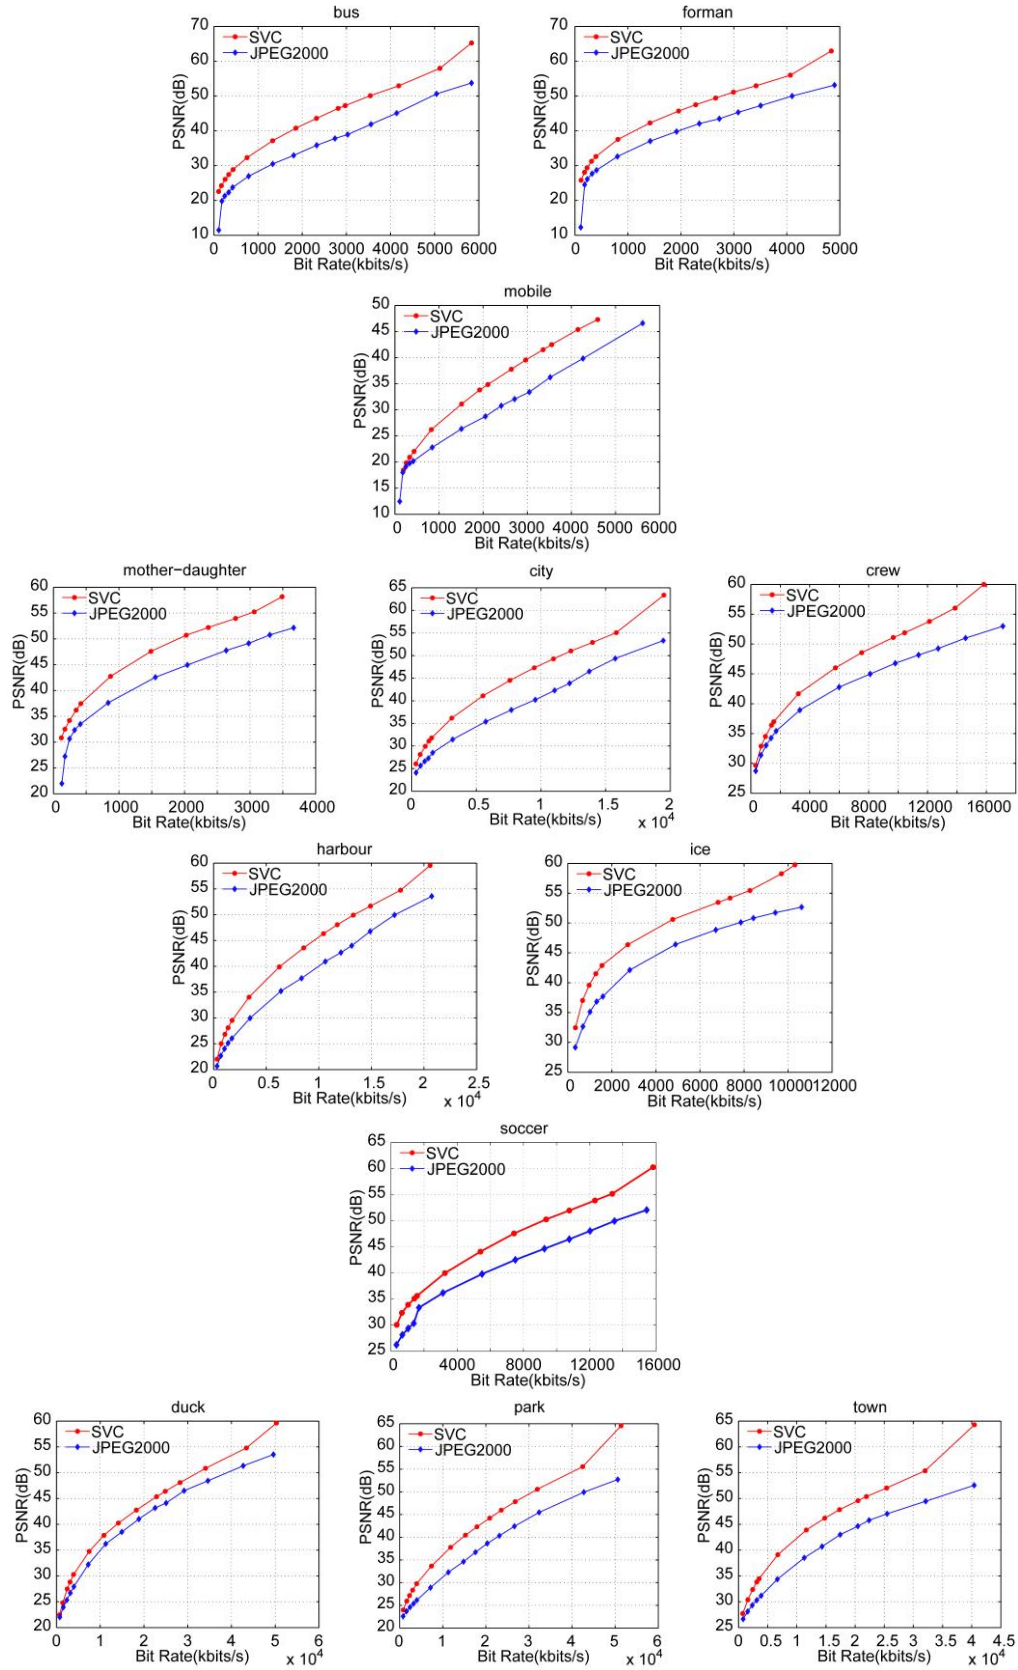 bus
70
60
50
40
30
20
10
PSNR(dB)
SVC
JPEG2000
0 1000 2000 3000 4000 5000 6000
Bit Rate(kbits/s)
forman
70
60
50
40
30
20
10
PSNR(dB)
SVC
JPEG2000
0 1000 2000 3000 4000 5000
Bit Rate(kbits/s)
mobile
50
45
40
35
30
25
20
15
10
PSNR(dB)
SVC
JPEG2000
0 1000 2000 3000 4000 5000 6000
Bit Rate(kbits/s)
mother−daughter
60
55
50
45
40
35
30
25
20
PSNR(dB)
SVC
JPEG2000
0 1000 2000 3000 4000
Bit Rate(kbits/s)
city
65
60
55
50
45
40
35
30
25
20
PSNR(dB)
SVC
JPEG2000
0 0.5 1 1.5 2
Bit Rate(kbits/s) x 10^4
crew
60
55
50
45
40
35
30
25
PSNR(dB)
SVC
JPEG2000
0 4000 8000 12000 16000
Bit Rate(kbits/s)
harbour
60
55
50
45
40
35
30
25
20
PSNR(dB)
SVC
JPEG2000
0 0.5 1 1.5 2 2.5
Bit Rate(kbits/s) x 10^4
ice
60
55
50
45
40
35
30
25
PSNR(dB)
SVC
JPEG2000
0 2000 4000 6000 8000 10000 12000
Bit Rate(kbits/s)
soccer
65
60
55
50
45
40
35
30
25
PSNR(dB)
SVC
JPEG2000
0 4000 8000 12000 16000
Bit Rate(kbits/s)
duck
60
55
50
45
40
35
30
25
20
PSNR(dB)
SVC
JPEG2000
0 1 2 3 4 5 6
Bit Rate(kbits/s) x 10^4
park
65
60
55
50
45
40
35
30
25
20
PSNR(dB)
SVC
JPEG2000
0 1 2 3 4 5 6
Bit Rate(kbits/s) x 10^4
town
65
60
55
50
45
40
35
30
25
PSNR(dB)
SVC
JPEG2000
0 0.5 1 1.5 2 2.5 3 3.5 4 4.5
Bit Rate(kbits/s) x 10^4